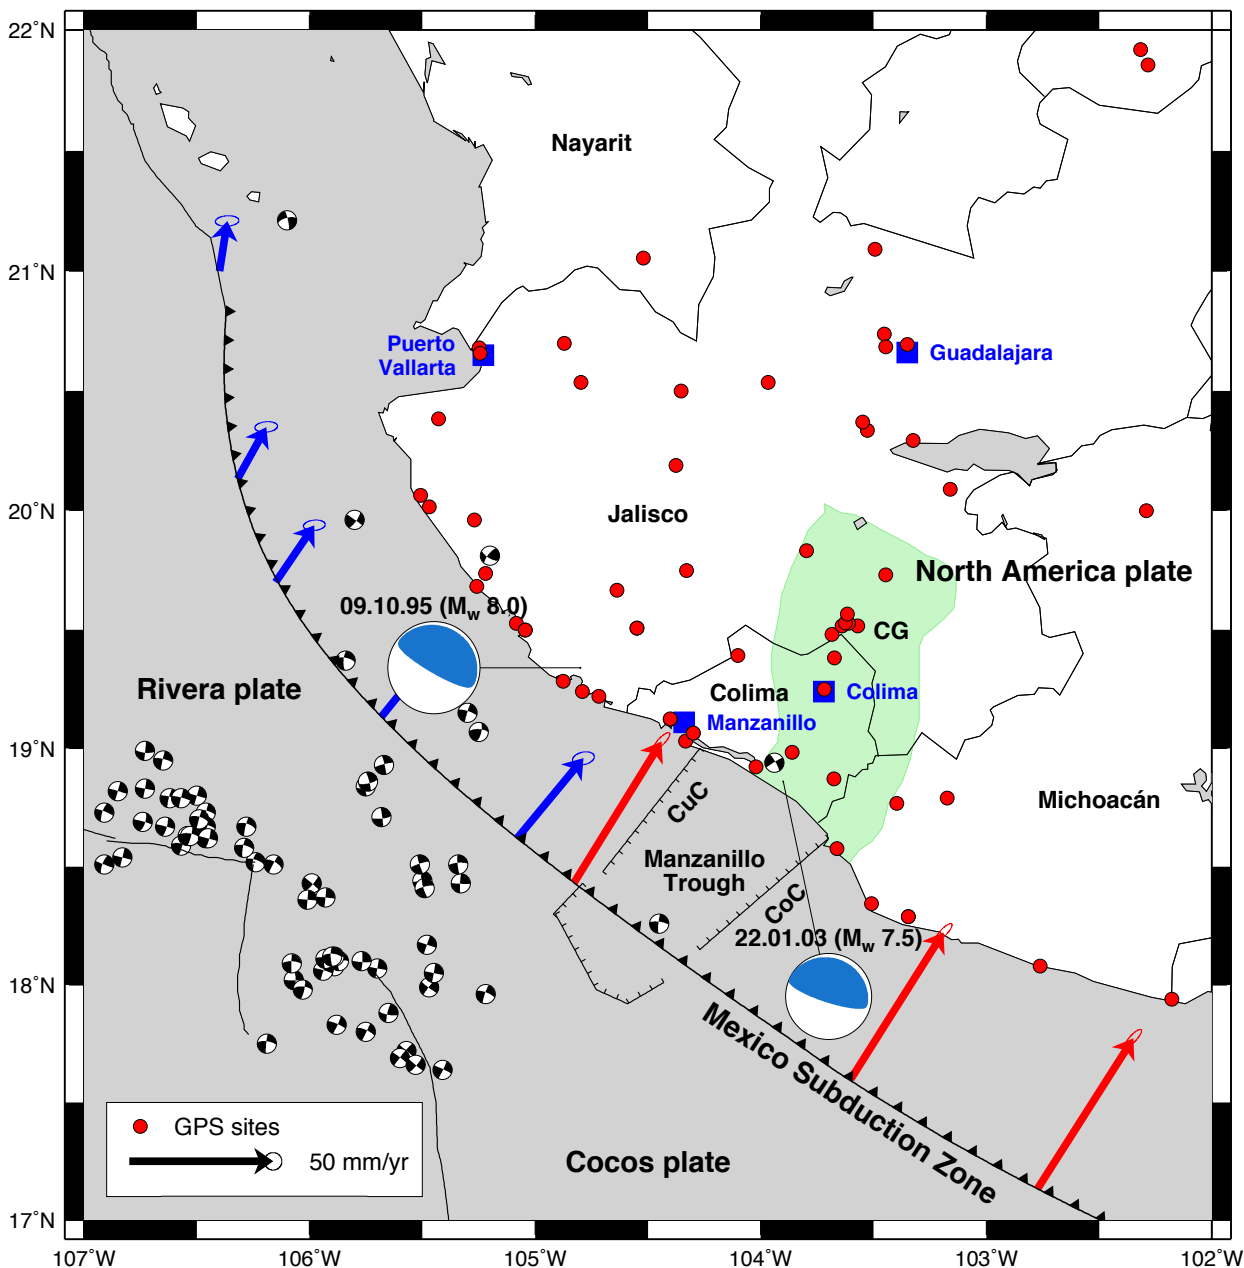 22°N
21°N
20°N
19°N
18°N
17°N
107°W
106°W
105°W
104°W
103°W
102°W
Nayarit
Puerto
Vallarta
Guadalajara
Jalisco
North America plate
09.10.95 (Mw 8.0)
CG
Rivera plate
Colima
Colima
Manzanillo
CuC
Michoacán
Manzanillo
Trough
CoC
22.01.03 (Mw 7.5)
Mexico Subduction Zone
GPS sites
50 mm/yr
Cocos plate